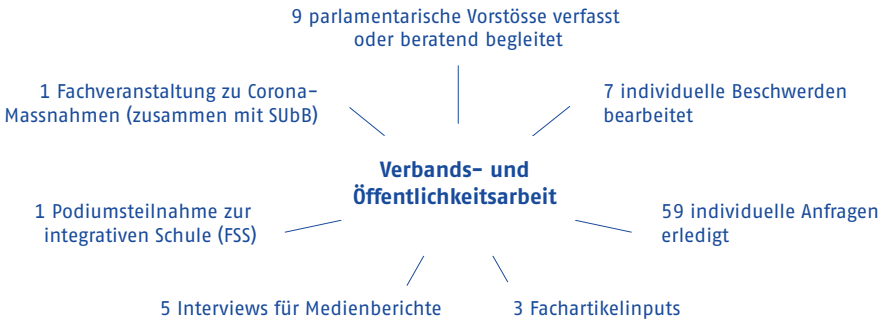 9 parlamentarische Vorstösse verfasst
oder beratend begleitet
1 Fachveranstaltung zu Corona-
Massnahmen (zusammen mit SUbB)
7 individuelle Beschwerden
bearbeitet
Verbands- und
Öffentlichkeitsarbeit
1 Podiumsteilnahme zur
integrativen Schule (FSS)
59 individuelle Anfragen
erledigt
5 Interviews für Medienberichte
3 Fachartikelinputs